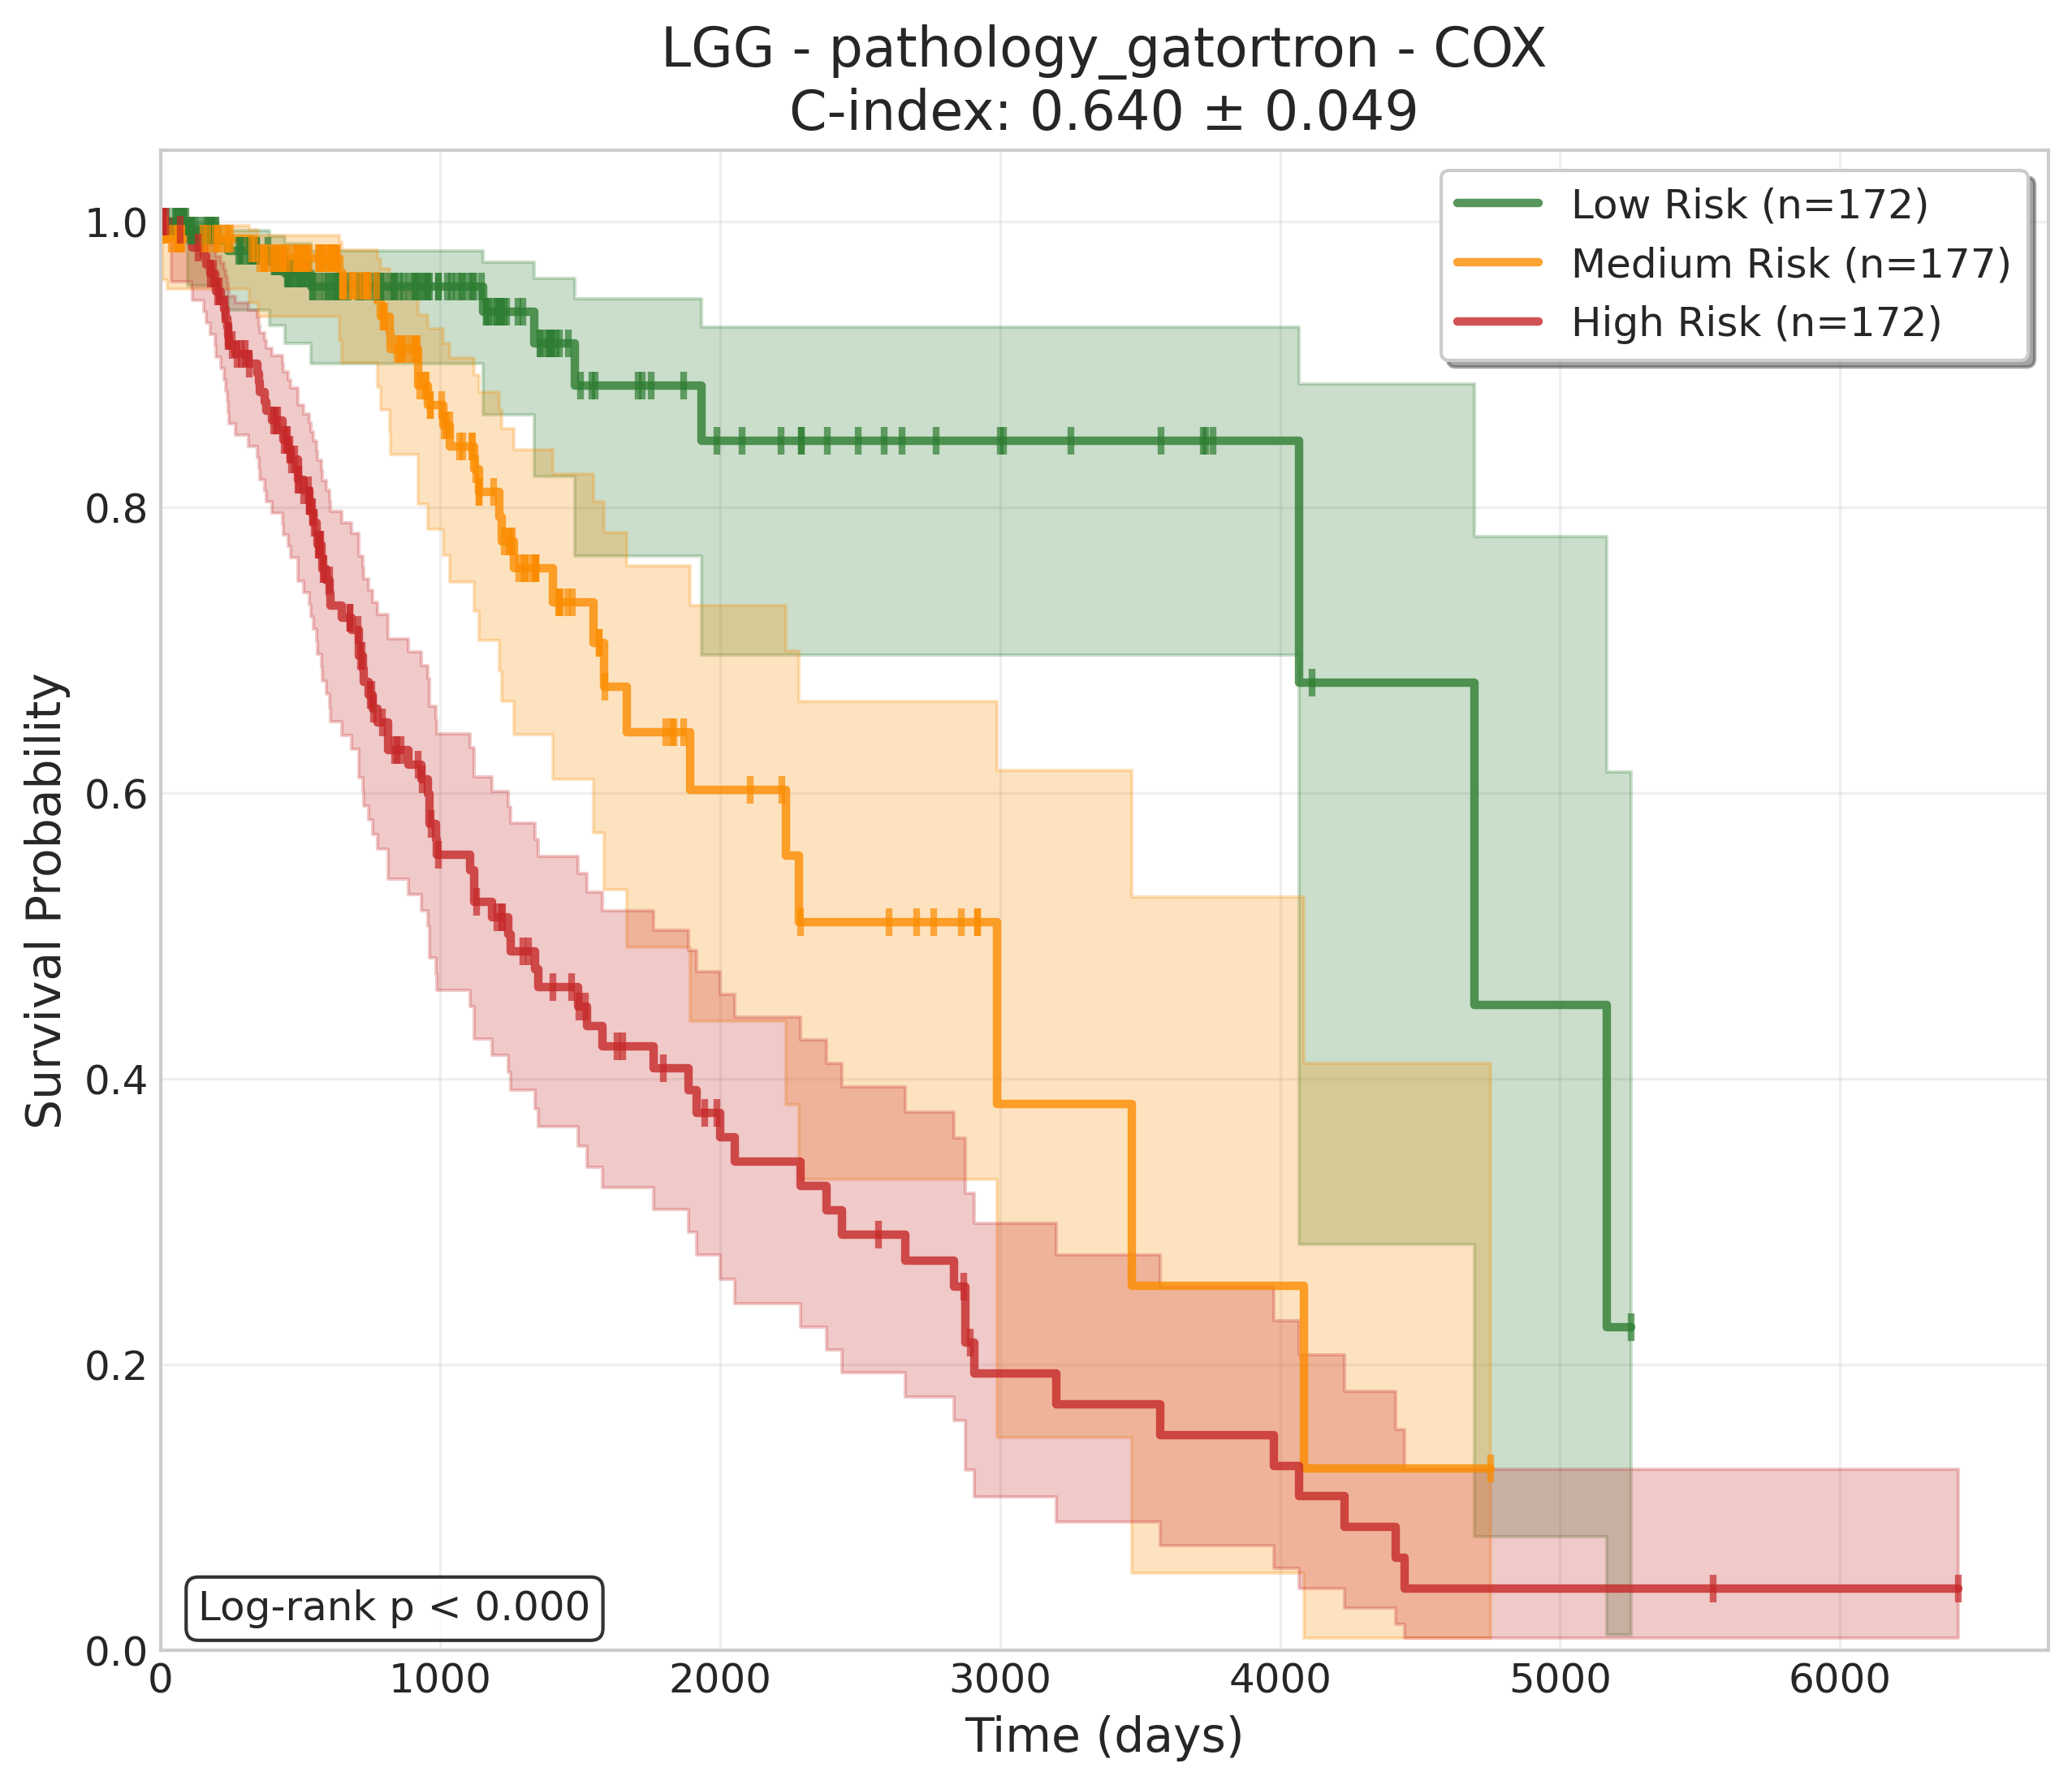 LGG - pathology_gatortron - COX
C-index: 0.640 ± 0.049
Low Risk (n=172)
Medium Risk (n=177)
High Risk (n=172)
Survival Probability
1.0
0.8
0.6
0.4
0.2
0.0
Log-rank p < 0.000
0 1000 2000 3000 4000 5000 6000
Time (days)